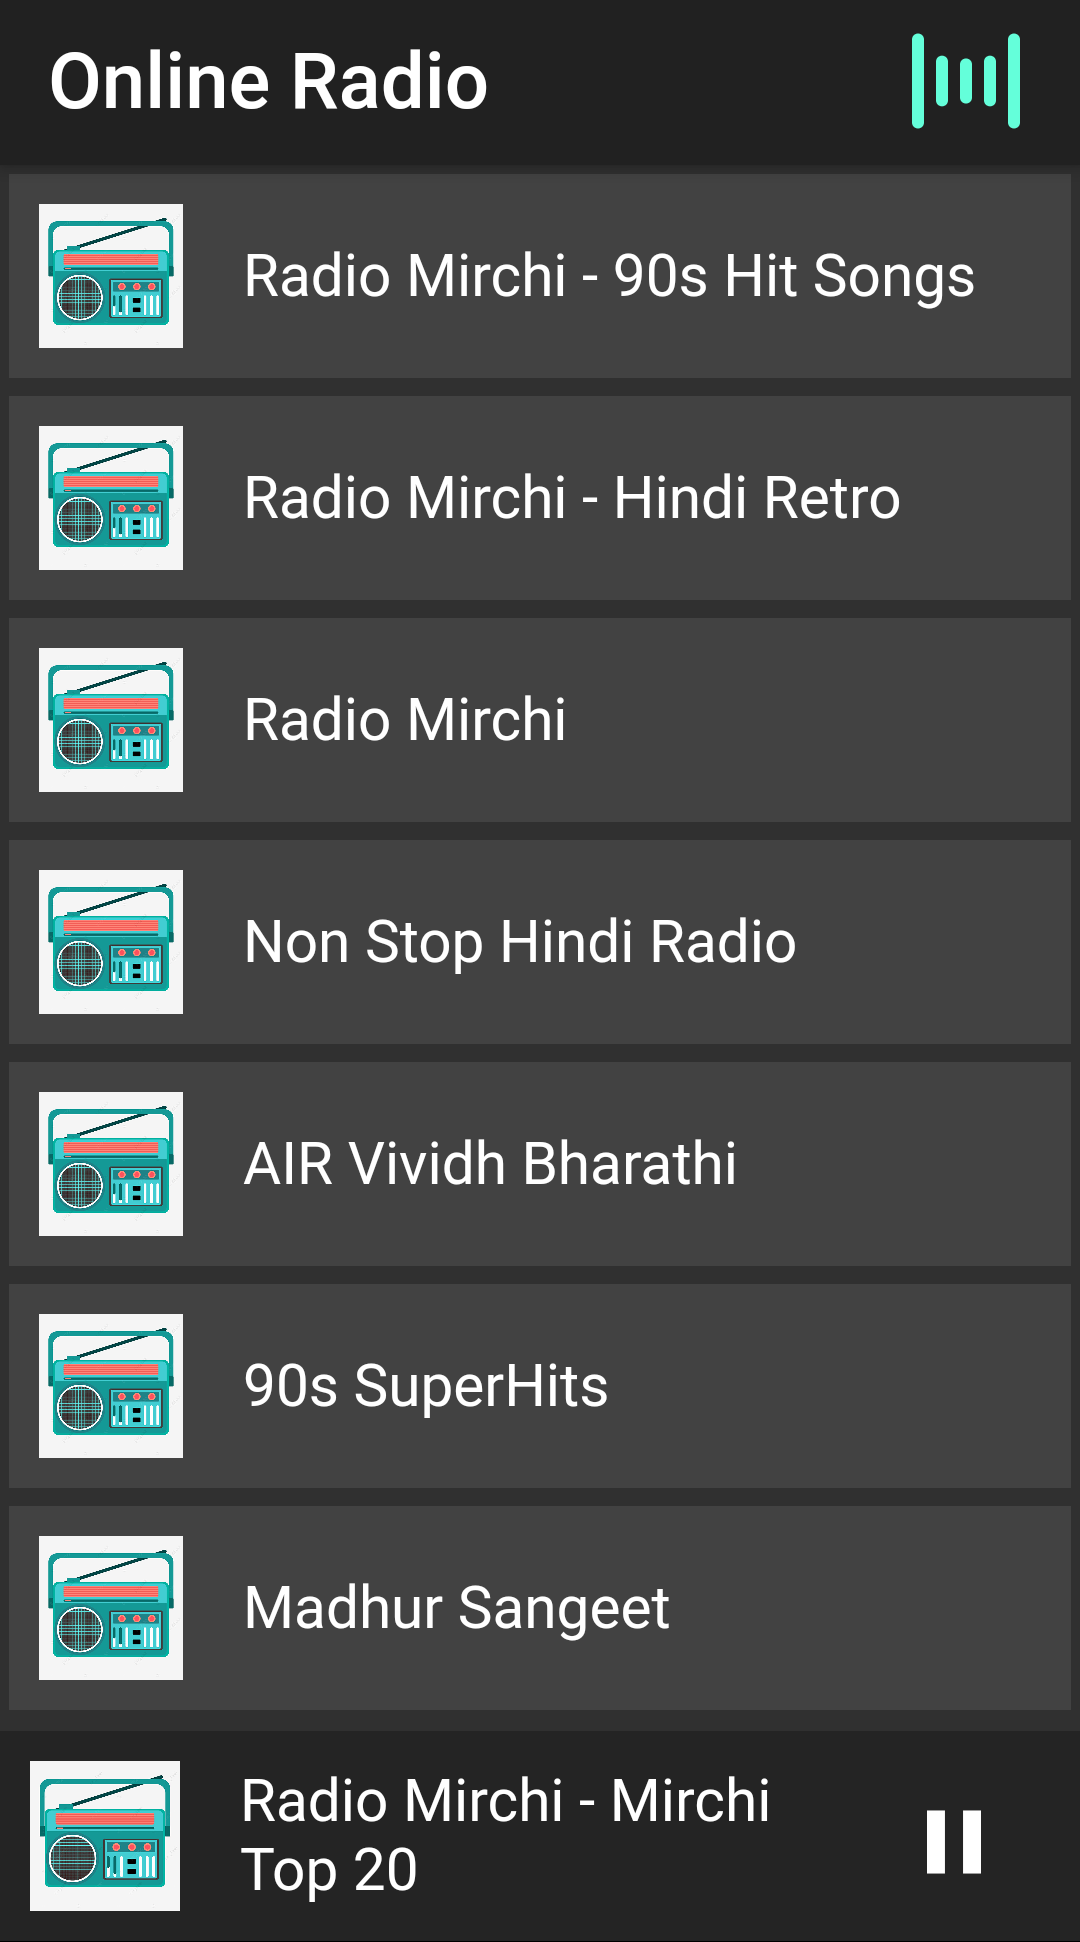 Online Radio
Radio Mirchi - 90s Hit Songs
Radio Mirchi - Hindi Retro
Radio Mirchi
Non Stop Hindi Radio
AIR Vividh Bharathi
90s SuperHits
Madhur Sangeet
Radio Mirchi - Mirchi
Top 20